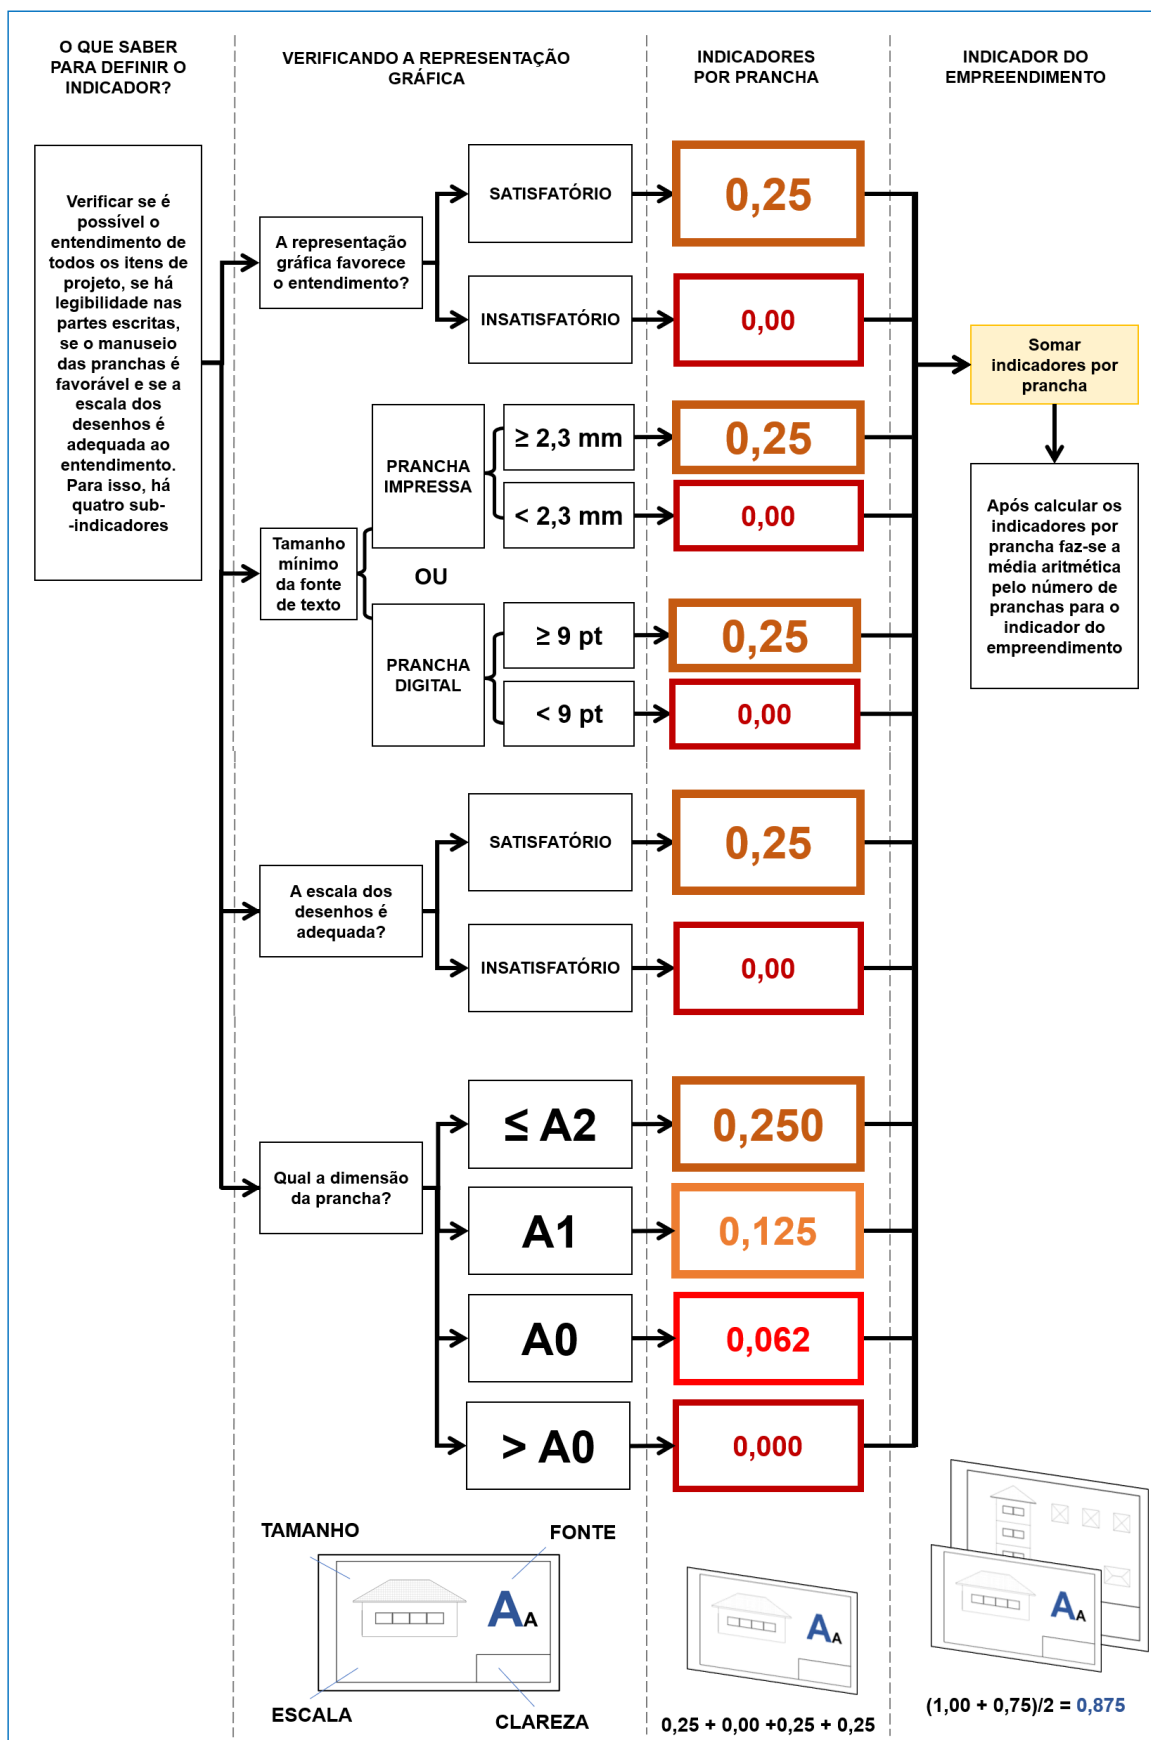 O QUE SABER
PARA DEFINIR O
INDICADOR?
VERIFICANDO A REPRESENTAÇÃO
GRÁFICA
INDICADORES
POR PRANCHA
INDICADOR DO
EMPREENDIMENTO
Verificar se é
possível o
entendimento de
todos os itens de
projeto, se há
legibilidade nas
partes escritas,
se o manuseio
das pranchas é
favorável e se a
escala dos
desenhos é
adequada ao
entendimento.
Para isso, há
quatro sub-
-indicadores
A representação
gráfica favorece
o entendimento?
SATISFATÓRIO
0,25
INSATISFATÓRIO
0,00
Tamanho
mínimo
da fonte
de texto
PRANCHA
IMPRESSA
≥ 2,3 mm
0,25
< 2,3 mm
0,00
OU
PRANCHA
DIGITAL
≥ 9 pt
0,25
< 9 pt
0,00
A escala dos
desenhos é
adequada?
SATISFATÓRIO
0,25
INSATISFATÓRIO
0,00
Qual a dimensão
da prancha?
≤ A2
0,250
A1
0,125
A0
0,062
> A0
0,000
Somar
indicadores por
prancha
Após calcular os
indicadores por
prancha faz-se a
média aritmética
pelo número de
pranchas para o
indicador do
empreendimento
TAMANHO
FONTE
AA
ESCALA
CLAREZA
AA
0,25 + 0,00 +0,25 + 0,25
AA
(1,00 + 0,75)/2 = 0,875